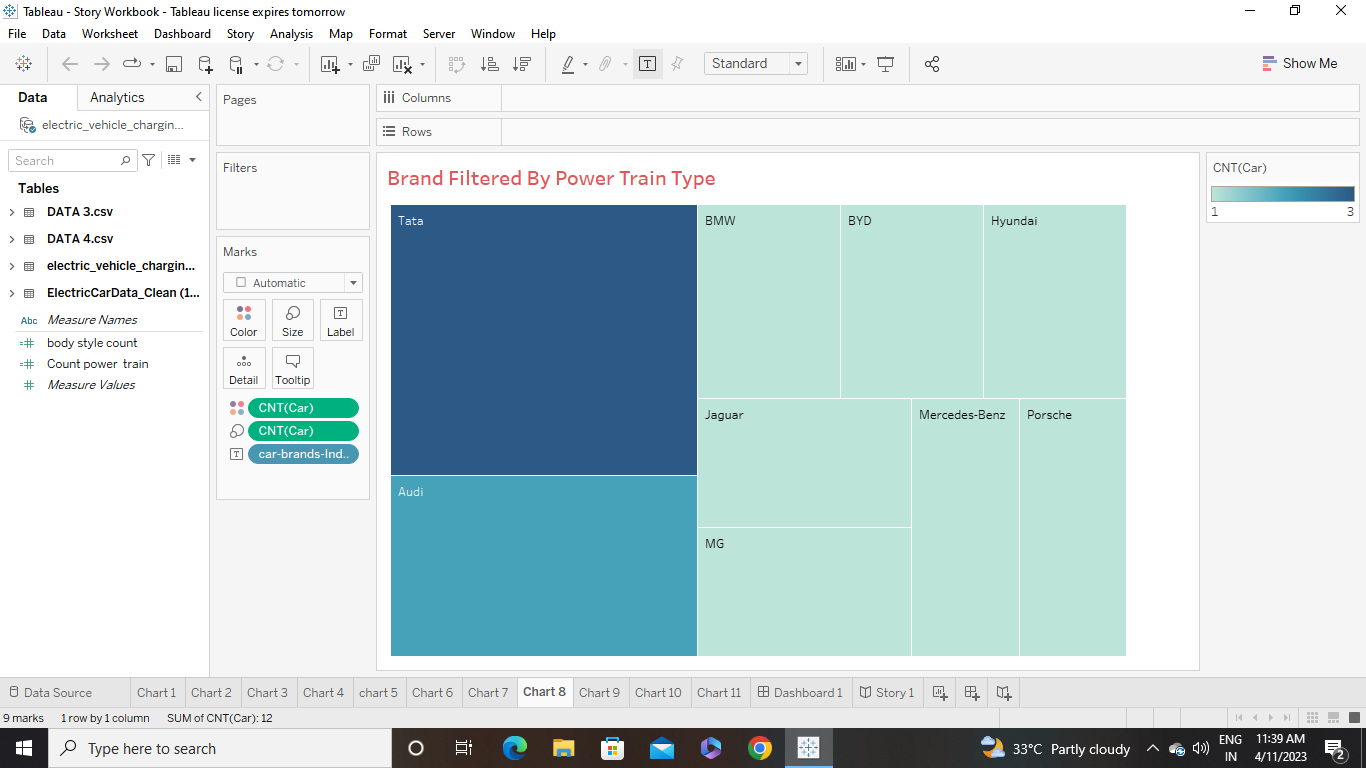 Tableau - Story Workbook - Tableau license expires tomorrow
File Data Worksheet Dashboard Story Analysis Map Format Server Window Help
Standard
Show Me
Data Analytics
electric_vehicle_chargin...
Search
Tables
DATA 3.csv
DATA 4.csv
electric_vehicle_chargin...
ElectricCarData_Clean (1...
Abc Measure Names
body style count
Count power train
Measure Values
Pages
Filters
Marks
Automatic
Color Size Label
Detail Tooltip
CNT(Car)
CNT(Car)
car-brands-Ind..
Columns
Rows
Brand Filtered By Power Train Type
Tata
BMW
BYD
Hyundai
Audi
Jaguar
Mercedes-Benz
Porsche
MG
CNT(Car)
1 3
Data Source Chart 1 Chart 2 Chart 3 Chart 4 chart 5 Chart 6 Chart 7 Chart 8 Chart 9 Chart 10 Chart 11 Dashboard 1 Story 1
9 marks 1 row by 1 column SUM of CNT(Car): 12
Type here to search
33°C Partly cloudy
ENG
IN
11:39 AM
4/11/2023
2